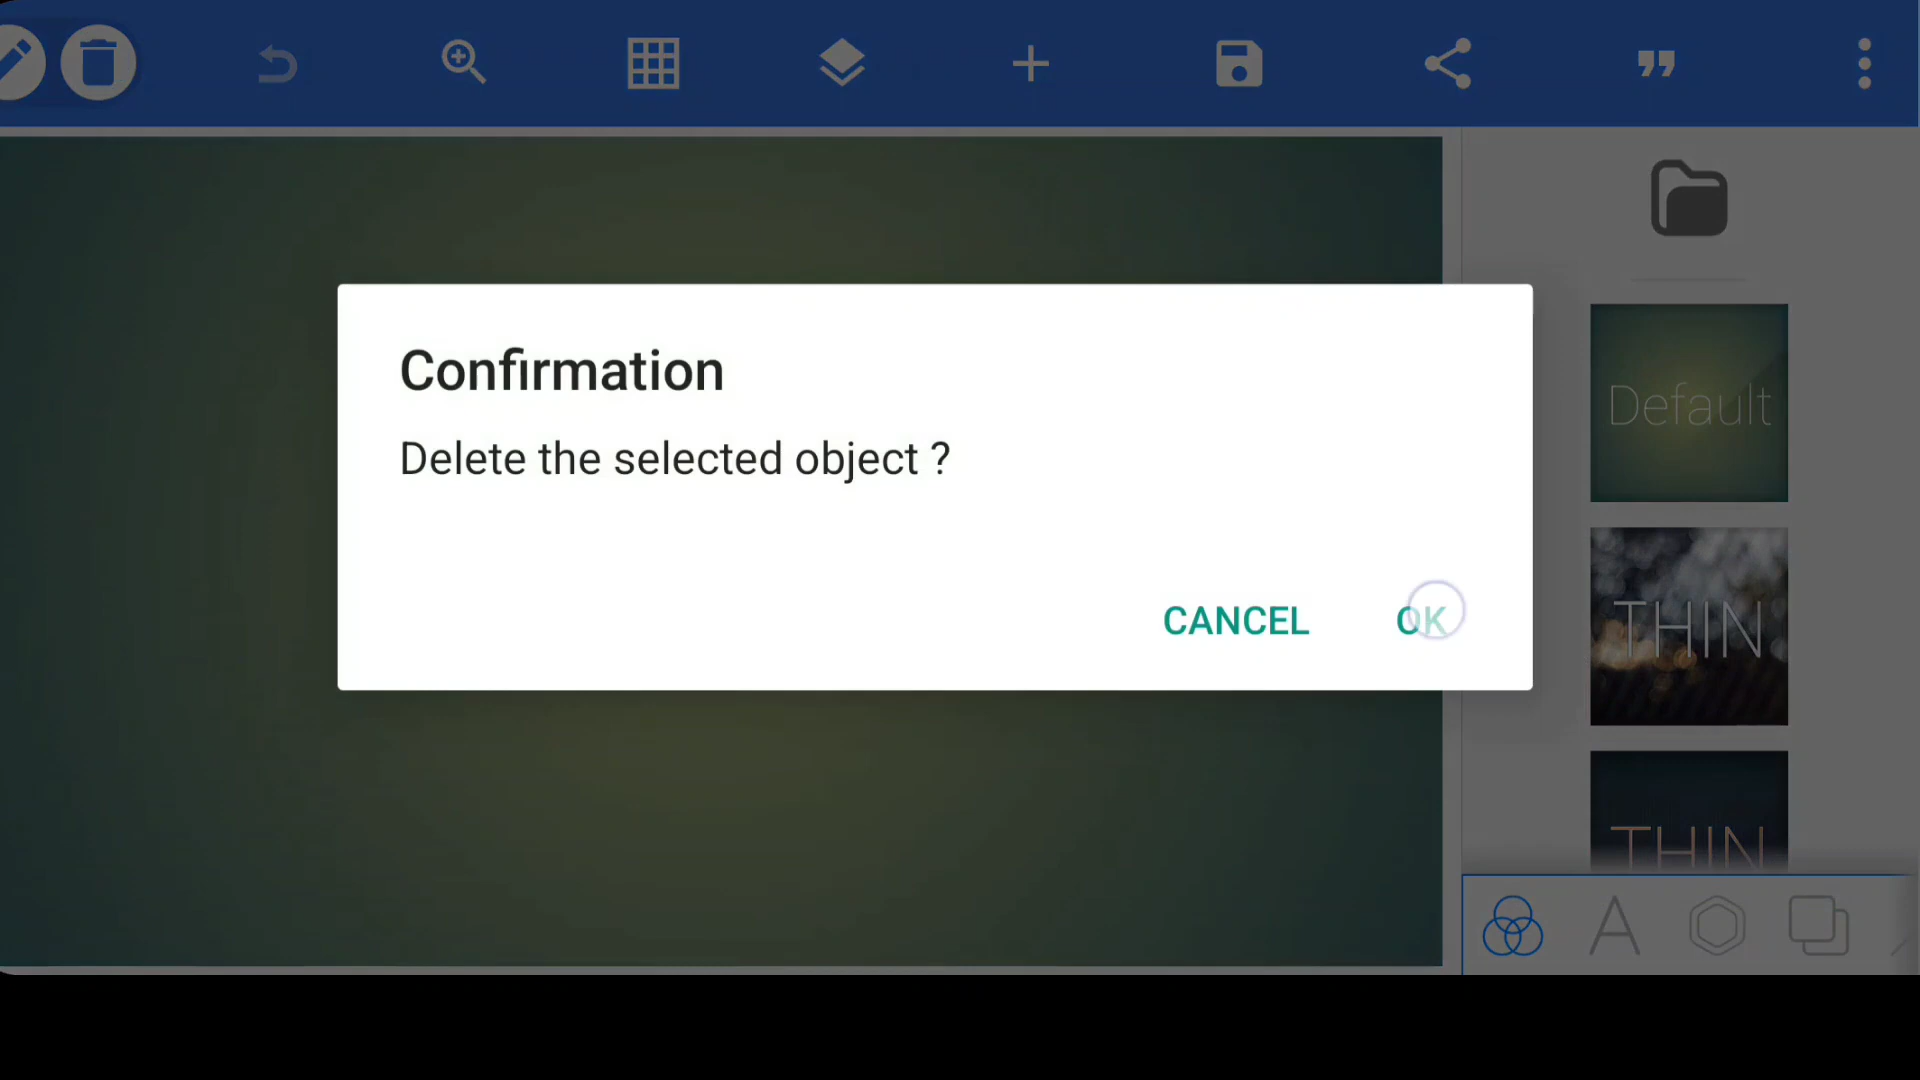 Confirmation
Delete the selected object ?
CANCEL
OK
Default
THIN
THIN
A